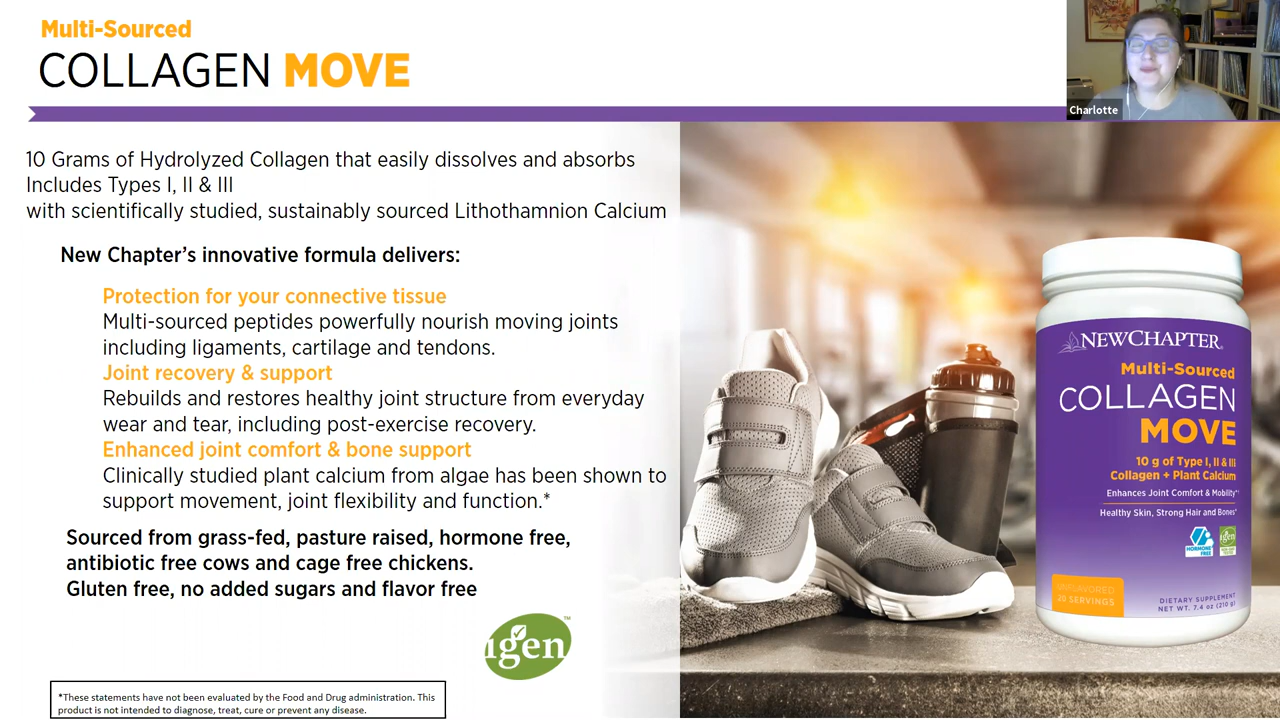 Multi-Sourced
COLLAGEN MOVE
Charlotte
10 Grams of Hydrolyzed Collagen that easily dissolves and absorbs
Includes Types I, II & III
with scientifically studied, sustainably sourced Lithothamnion Calcium
New Chapter’s innovative formula delivers:
Protection for your connective tissue
Multi-sourced peptides powerfully nourish moving joints
including ligaments, cartilage and tendons.
Joint recovery & support
Rebuilds and restores healthy joint structure from everyday
wear and tear, including post-exercise recovery.
Enhanced joint comfort & bone support
Clinically studied plant calcium from algae has been shown to
support movement, joint flexibility and function.*
Sourced from grass-fed, pasture raised, hormone free,
antibiotic free cows and cage free chickens.
Gluten free, no added sugars and flavor free
igen™
*These statements have not been evaluated by the Food and Drug administration. This
product is not intended to diagnose, treat, cure or prevent any disease.
NEWCHAPTER®
Multi-Sourced
COLLAGEN
MOVE
10 g of Type I, II & III
Collagen + Plant Calcium
Enhances Joint Comfort & Mobility
Healthy Skin, Strong Hair and Bones*
HORMONE
FREE
igen
UNFLAVORED
20 SERVINGS
DIETARY SUPPLEMENT
NET WT. 7.4 oz (210 g)